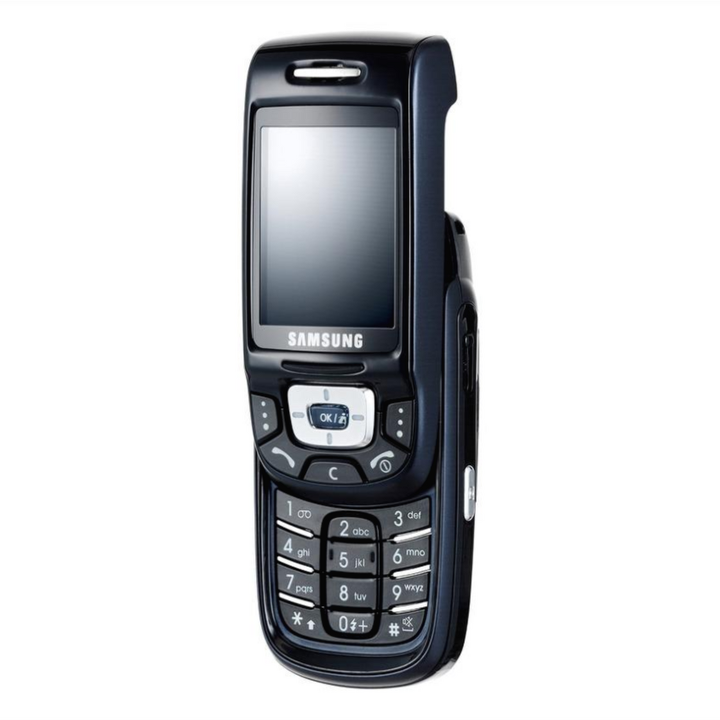 SAMSUNG
OK/i
C
1 2 abc 3 def
4 ghi 5 jkl 6 mno
7 pqrs 8 tuv 9 wxyz
* 0 + #